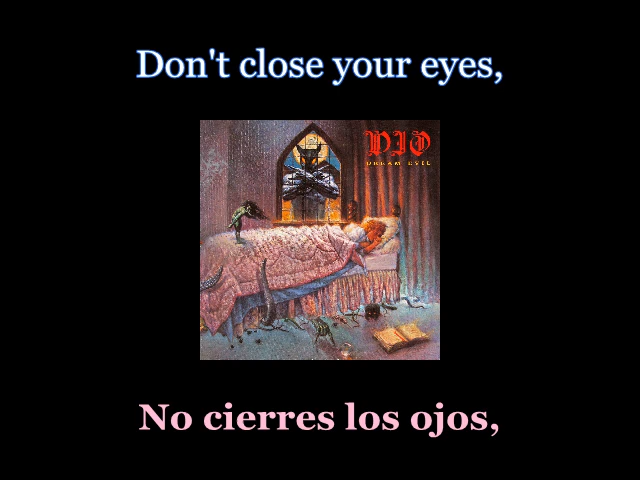 Don't close your eyes,
DIO
DREAM EVIL
No cierres los ojos,